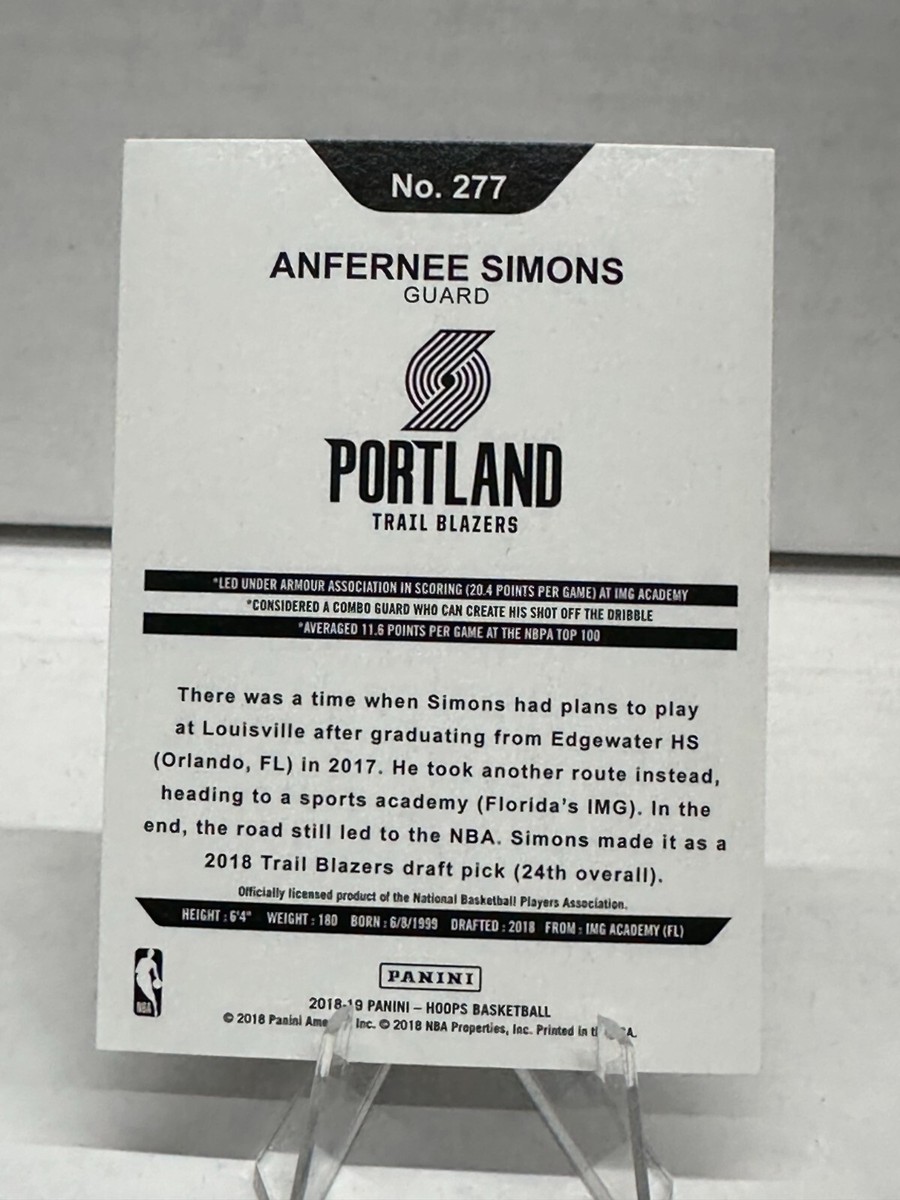 No. 277
ANFERNEE SIMONS
GUARD
PORTLAND
TRAIL BLAZERS
*LED UNDER ARMOUR ASSOCIATION IN SCORING (20.4 POINTS PER GAME) AT IMG ACADEMY
*CONSIDERED A COMBO GUARD WHO CAN CREATE HIS SHOT OFF THE DRIBBLE
*AVERAGED 11.6 POINTS PER GAME AT THE NBPA TOP 100
There was a time when Simons had plans to play
at Louisville after graduating from Edgewater HS
(Orlando, FL) in 2017. He took another route instead,
heading to a sports academy (Florida's IMG). In the
end, the road still led to the NBA. Simons made it as a
2018 Trail Blazers draft pick (24th overall).
Officially licensed product of the National Basketball Players Association.
HEIGHT : 6'4" WEIGHT : 180 BORN : 6/8/1999 DRAFTED : 2018 FROM : IMG ACADEMY (FL)
NBA
PANINI
2018-19 PANINI – HOOPS BASKETBALL
© 2018 Panini Inc. © 2018 NBA Properties, Inc. Printed in